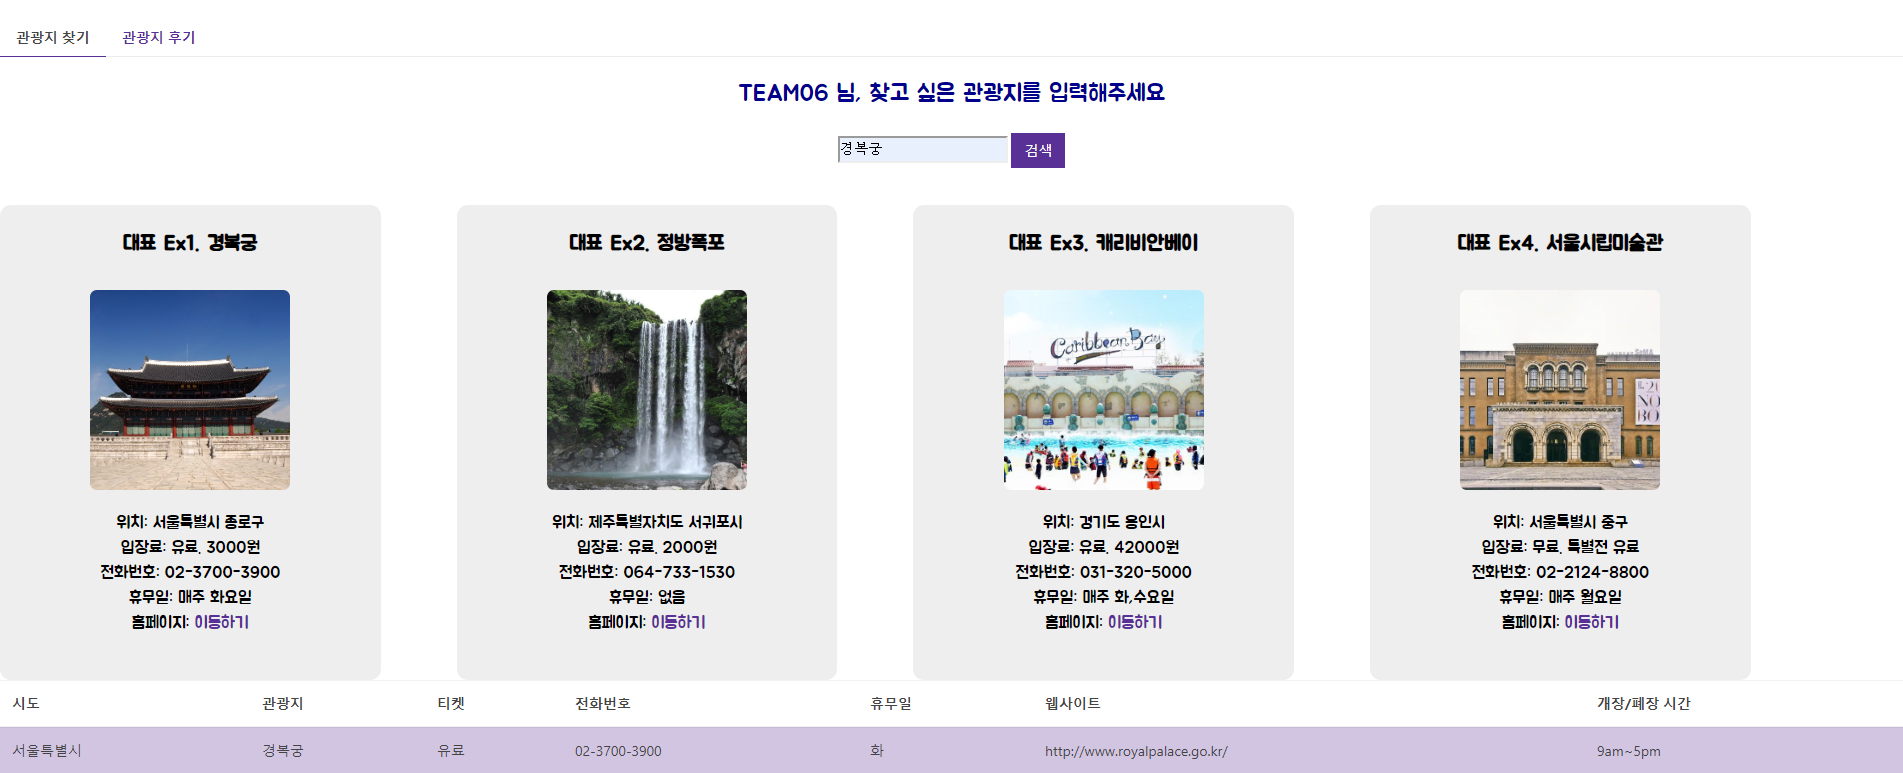 관광지 찾기 관광지 후기
TEAM06 님, 찾고 싶은 관광지를 입력해주세요
경복궁 검색
대표 Ex1. 경복궁
Caribbean Bay
위치: 서울특별시 종로구
입장료: 유료, 3000원
전화번호: 02-3700-3900
휴무일: 매주 화요일
홈페이지: 이동하기
대표 Ex2. 정방폭포
위치: 제주특별자치도 서귀포시
입장료: 유료, 2000원
전화번호: 064-733-1530
휴무일: 없음
홈페이지: 이동하기
대표 Ex3. 캐리비안베이
위치: 경기도 용인시
입장료: 유료, 42000원
전화번호: 031-320-5000
휴무일: 매주 화,수요일
홈페이지: 이동하기
대표 Ex4. 서울시립미술관
위치: 서울특별시 중구
입장료: 무료, 특별전 유료
전화번호: 02-2124-8800
휴무일: 매주 월요일
홈페이지: 이동하기
시도 관광지 티켓 전화번호 휴무일 웹사이트 개장/폐장 시간
서울특별시 경복궁 유료 02-3700-3900 화 http://www.royalpalace.go.kr/ 9am~5pm